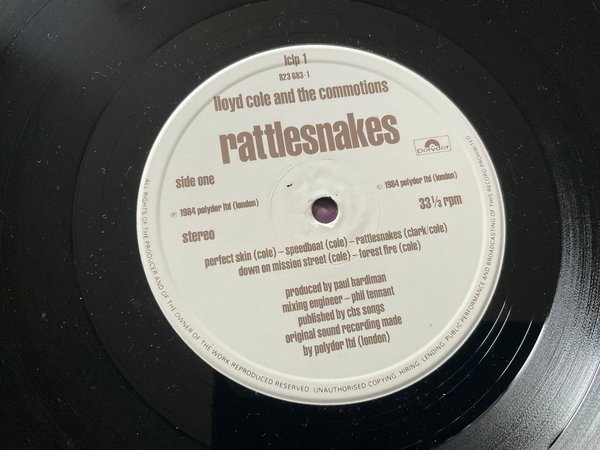 lclp 1
823 683-1
lloyd cole and the commotions
rattlesnakes
polydor
side one
℗ 1984 polydor ltd (london)
© 1984 polydor ltd (london)
stereo
33⅓ rpm
perfect skin (cole) – speedboat (cole) – rattlesnakes (clark/cole)
down on mission street (cole) – forest fire (cole)
produced by paul hardiman
mixing engineer – phil tennant
published by cbs songs
original sound recording made
by polydor ltd (london)
ALL RIGHTS OF THE PRODUCER AND OF THE OWNER OF THE WORK REPRODUCED RESERVED. UNAUTHORISED COPYING, HIRING, LENDING, PUBLIC PERFORMANCE AND BROADCASTING OF THIS RECORD PROHIBITED